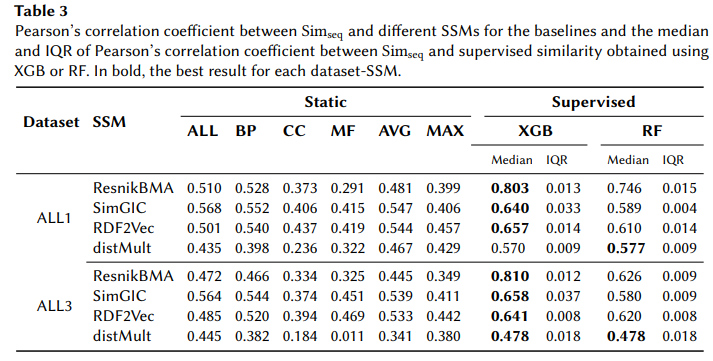 Table 3
Pearson's correlation coefficient between Simseq and different SSMs for the baselines and the median
and IQR of Pearson's correlation coefficient between Simseq and supervised similarity obtained using
XGB or RF. In bold, the best result for each dataset-SSM.
Static Supervised
Dataset SSM ALL BP CC MF AVG MAX XGB RF
Median IQR Median IQR
ALL1
ResnikBMA 0.510 0.528 0.373 0.291 0.481 0.399 0.803 0.013 0.746 0.015
SimGIC 0.568 0.552 0.406 0.415 0.547 0.406 0.640 0.033 0.589 0.004
RDF2Vec 0.501 0.540 0.437 0.419 0.544 0.457 0.657 0.014 0.610 0.014
distMult 0.435 0.398 0.236 0.322 0.467 0.429 0.570 0.009 0.577 0.009
ALL3
ResnikBMA 0.472 0.466 0.334 0.325 0.445 0.349 0.810 0.012 0.626 0.009
SimGIC 0.564 0.544 0.374 0.451 0.539 0.411 0.658 0.037 0.580 0.009
RDF2Vec 0.485 0.520 0.394 0.469 0.533 0.442 0.641 0.008 0.620 0.008
distMult 0.445 0.382 0.184 0.011 0.341 0.380 0.478 0.018 0.478 0.018